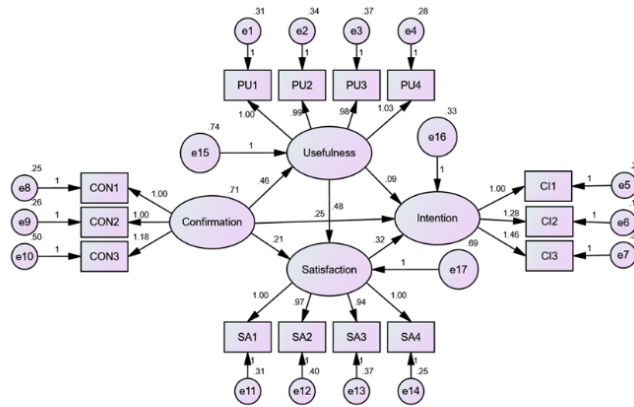 .31 .34 .37 .28
e1 e2 e3 e4
1 1 1 1
PU1 PU2 PU3 PU4
.33
e16
1.00 .99 .98 1.03
.74
e15 1 Usefulness 1
.25
e8 1 CON1 1.00 .46 .09 1.00 CI1 1 e5
.71
.26
e9 1 CON2 1.00 Confirmation .48 .25 Intention 1.28 CI2 1 e6
.50
e10 1 CON3 1.18 .21 .32 1.46 CI3 1 e7
.69
Satisfaction 1 e17
1.00 .97 .94 1.00
SA1 SA2 SA3 SA4
1 1 1 1
.31 .40 .37 .25
e11 e12 e13 e14